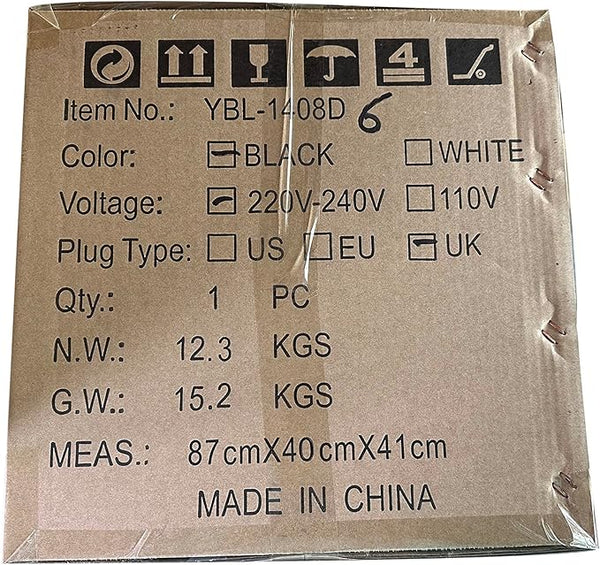 4
Item No.: YBL-1408D 6
Color: BLACK WHITE
Voltage: 220V-240V 110V
Plug Type: US EU UK
Qty.: 1 PC
N.W.: 12.3 KGS
G.W.: 15.2 KGS
MEAS.: 87cmX40cmX41cm
MADE IN CHINA